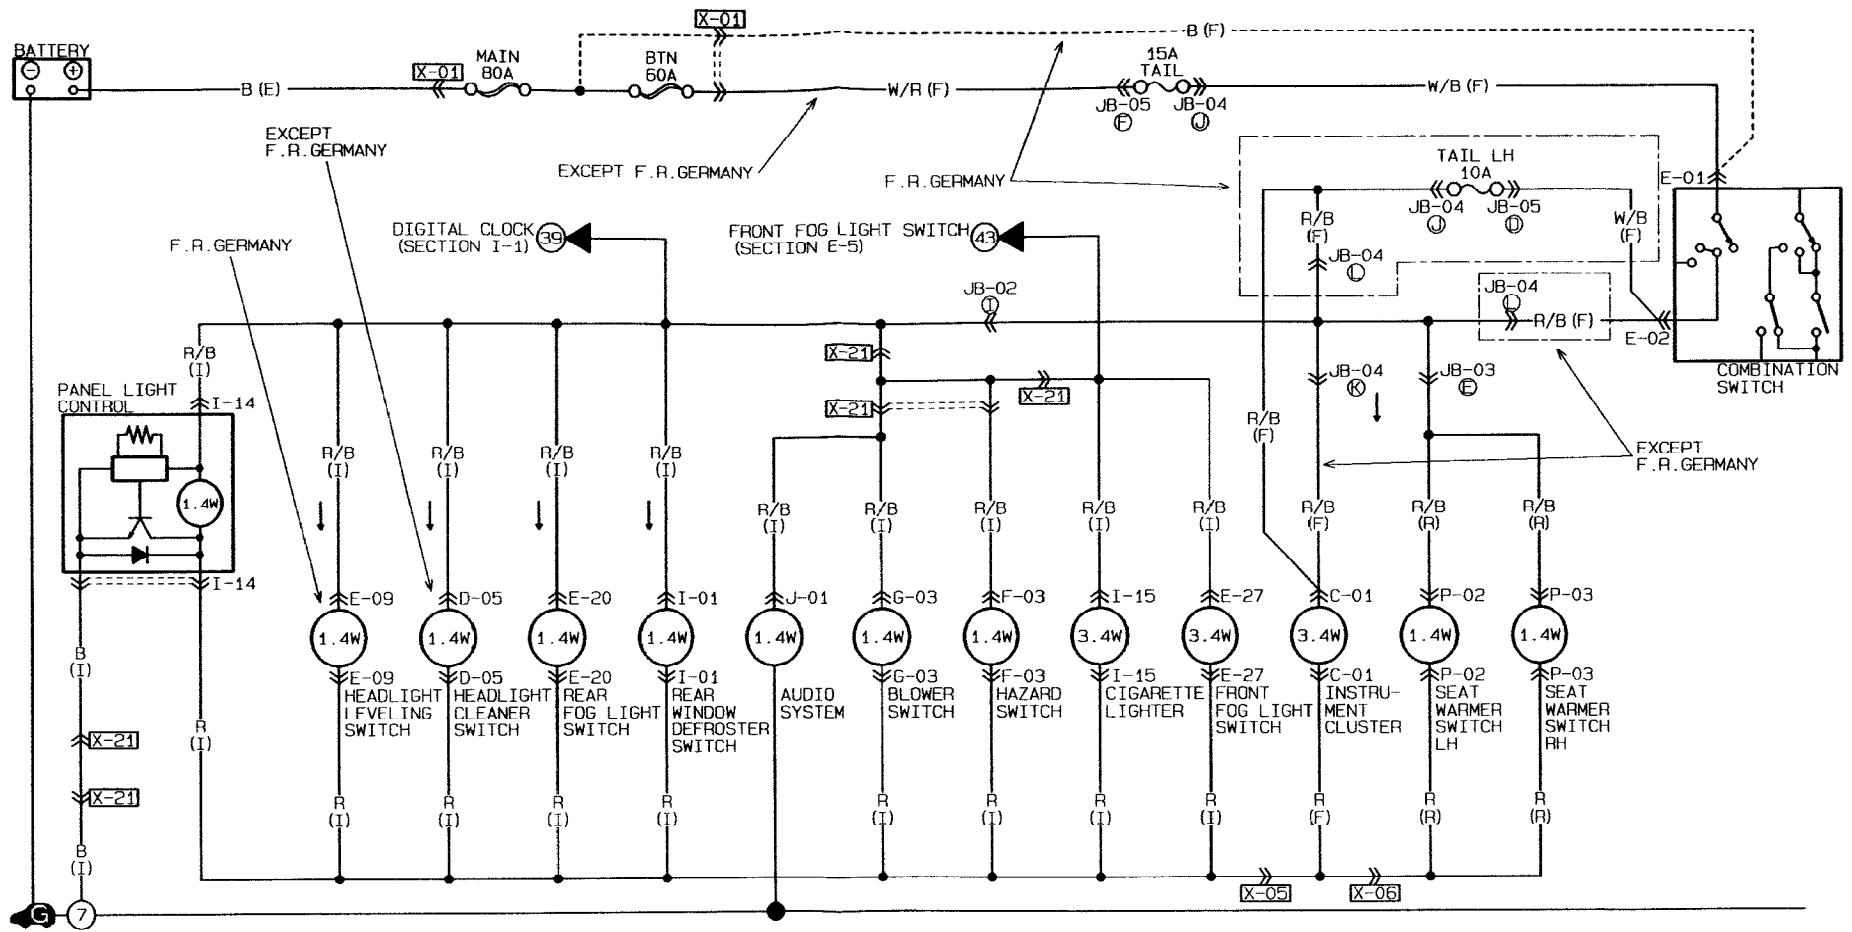 X-01
B (F)
BATTERY
MAIN
80A
BTN
60A
15A
TAIL
X-01
B (E)
W/R (F)
W/B (F)
JB-05
F
JB-04
J
EXCEPT
F.R.GERMANY
EXCEPT F.R.GERMANY
F.R.GERMANY
TAIL LH
10A
E-01
JB-04
J
JB-05
D
R/B
(F)
W/B
(F)
F.R.GERMANY
DIGITAL CLOCK
(SECTION I-1)
39
FRONT FOG LIGHT SWITCH
(SECTION E-5)
43
JB-04
L
JB-02
I
JB-04
L
R/B (F)
E-02
COMBINATION
SWITCH
R/B
(I)
X-21
JB-04
K
JB-03
E
PANEL LIGHT
CONTROL
I-14
X-21
X-21
R/B
(F)
EXCEPT
F.R.GERMANY
R/B
(I)
R/B
(I)
R/B
(I)
R/B
(I)
1.4W
R/B
(I)
R/B
(I)
R/B
(I)
R/B
(I)
R/B
(I)
R/B
(F)
R/B
(R)
R/B
(R)
I-14
E-09
D-05
E-20
I-01
J-01
G-03
F-03
I-15
E-27
C-01
P-02
P-03
1.4W
1.4W
1.4W
1.4W
1.4W
1.4W
1.4W
3.4W
3.4W
3.4W
1.4W
1.4W
B
(I)
E-09
D-05
E-20
I-01
G-03
F-03
I-15
E-27
C-01
P-02
P-03
HEADLIGHT
LEVELING
SWITCH
HEADLIGHT
CLEANER
SWITCH
REAR
FOG LIGHT
SWITCH
REAR
WINDOW
DEFROSTER
SWITCH
AUDIO
SYSTEM
BLOWER
SWITCH
HAZARD
SWITCH
CIGARETTE
LIGHTER
FRONT
FOG LIGHT
SWITCH
INSTRU-
MENT
CLUSTER
SEAT
WARMER
SWITCH
LH
SEAT
WARMER
SWITCH
RH
R
(I)
X-21
X-21
R
(I)
R
(I)
R
(I)
R
(I)
R
(I)
R
(I)
R
(I)
R
(I)
R
(F)
R
(R)
R
(R)
B
(I)
X-05
X-06
G
7